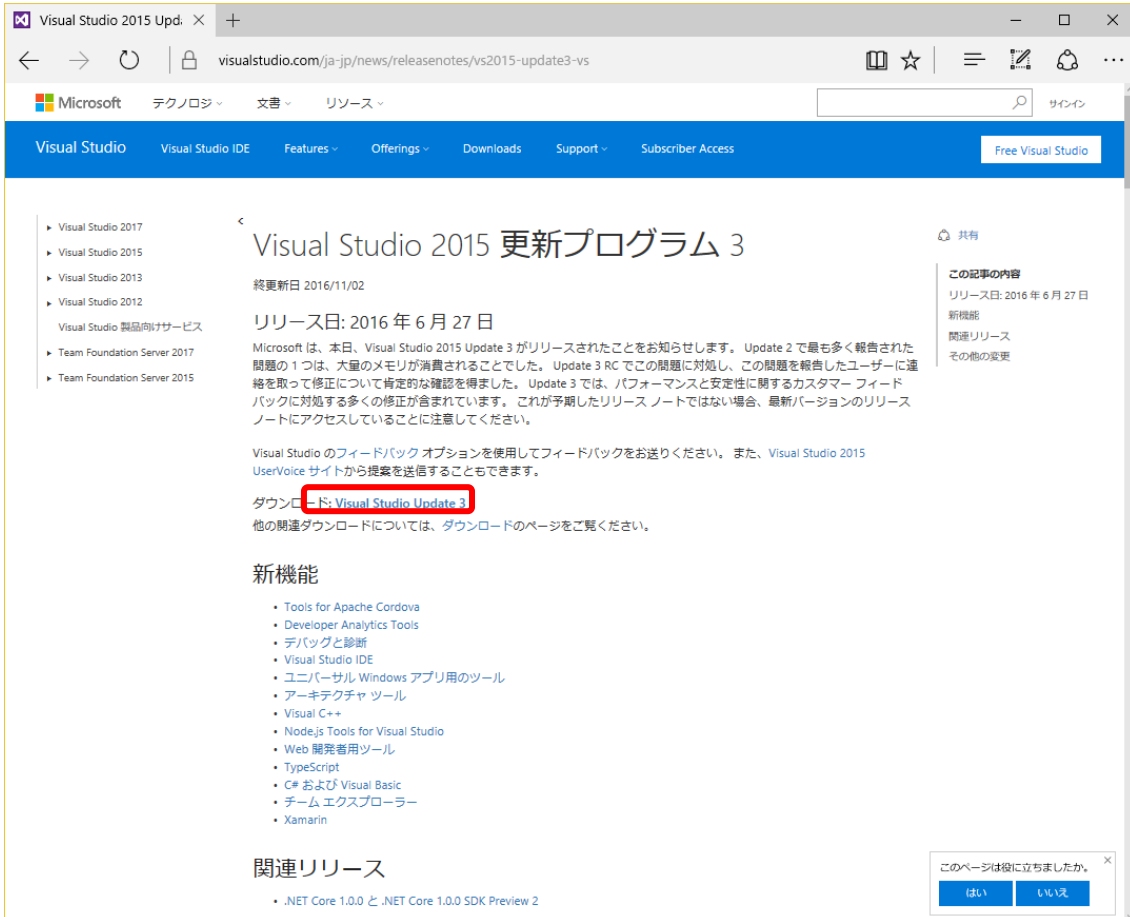 Visual Studio 2015 Upd
visualstudio.com/ja-jp/news/releasenotes/vs2015-update3-vs
Microsoft テクノロジ 文書 リソース サインイン
Visual Studio Visual Studio IDE Features Offerings Downloads Support Subscriber Access Free Visual Studio
Visual Studio 2017
Visual Studio 2015
Visual Studio 2013
Visual Studio 2012
Visual Studio 製品向けサービス
Team Foundation Server 2017
Team Foundation Server 2015
Visual Studio 2015 更新プログラム 3
終更新日 2016/11/02
リリース日: 2016 年 6 月 27 日
Microsoft は、本日、Visual Studio 2015 Update 3 がリリースされたことをお知らせします。 Update 2 で最も多く報告された
問題の 1 つは、大量のメモリが消費されることでした。 Update 3 RC でこの問題に対処し、この問題を報告したユーザーに連
絡を取って修正について肯定的な確認を得ました。 Update 3 では、パフォーマンスと安定性に関するカスタマー フィード
バックに対処する多くの修正が含まれています。 これが予期したリリース ノートではない場合、最新バージョンのリリース
ノートにアクセスしていることに注意してください。
Visual Studio のフィードバック オプションを使用してフィードバックをお送りください。 また、Visual Studio 2015
UserVoice サイトから提案を送信することもできます。
ダウンロード: Visual Studio Update 3
他の関連ダウンロードについては、ダウンロードのページをご覧ください。
新機能
• Tools for Apache Cordova
• Developer Analytics Tools
• デバッグと診断
• Visual Studio IDE
• ユニバーサル Windows アプリ用のツール
• アーキテクチャ ツール
• Visual C++
• Node.js Tools for Visual Studio
• Web 開発者用ツール
• TypeScript
• C# および Visual Basic
• チーム エクスプローラー
• Xamarin
関連リリース
• .NET Core 1.0.0 と .NET Core 1.0.0 SDK Preview 2
共有
この記事の内容
リリース日: 2016 年 6 月 27 日
新機能
関連リリース
その他の変更
このページは役に立ちましたか。
はい いいえ